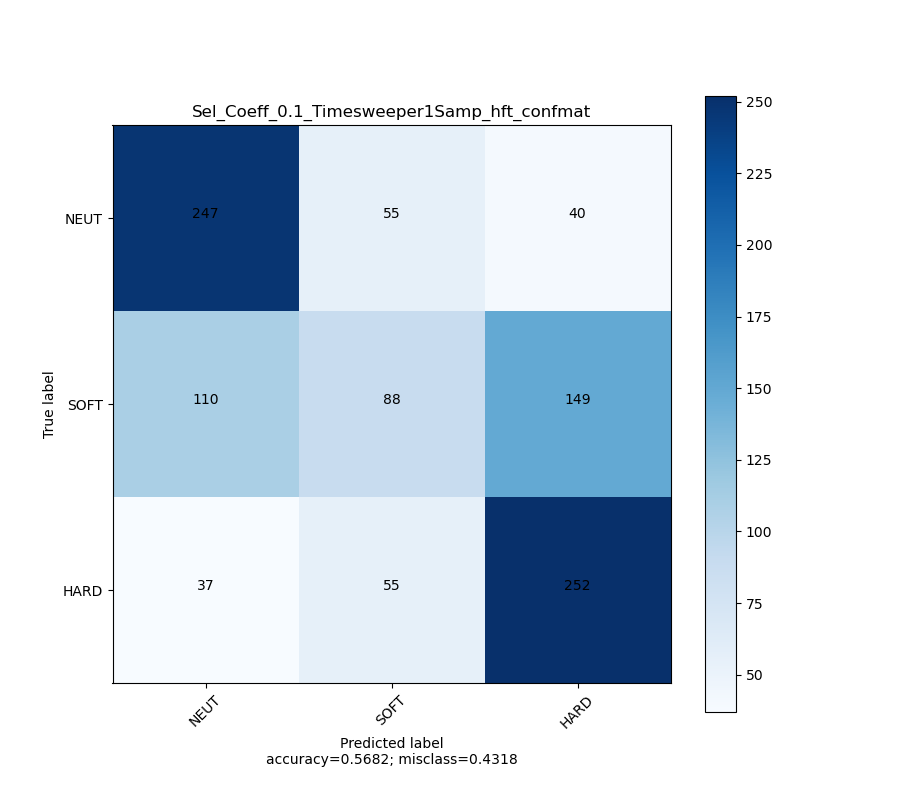 Sel_Coeff_0.1_Timesweeper1Samp_hft_confmat
NEUT 247 55 40
SOFT 110 88 149
HARD 37 55 252
NEUT SOFT HARD
True label
Predicted label
accuracy=0.5682; misclass=0.4318
250
225
200
175
150
125
100
75
50